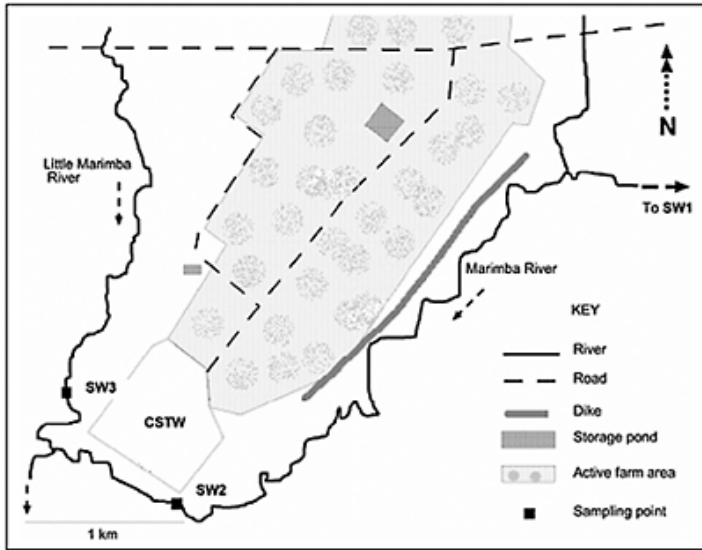 N
Little Marimba
River
To SW1
Marimba River
KEY
River
Road
SW3
Dike
CSTW
Storage pond
Active farm area
SW2
Sampling point
1 km